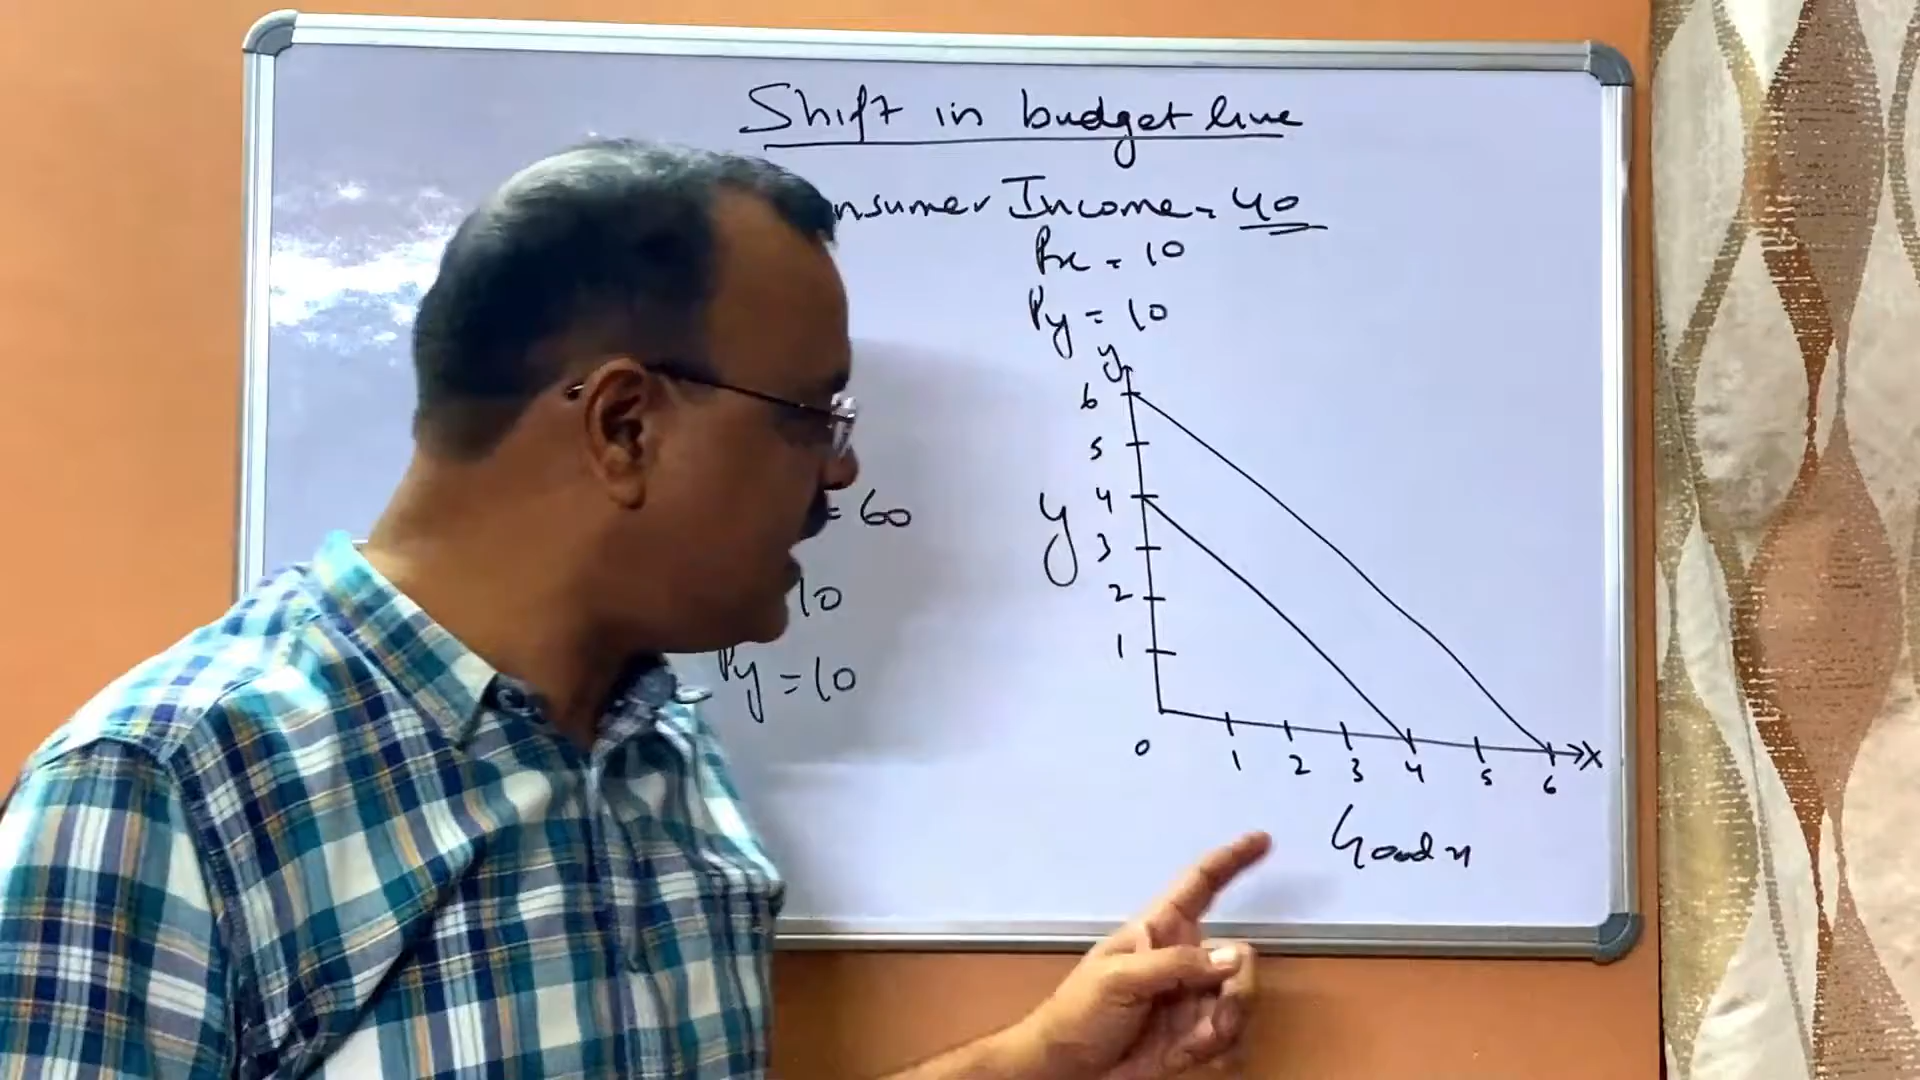 Shift in budget line
Income = 40
Px = 10
Py = 10
= 60
10
Py = 10
y
6
5
4
3
2
1
y
0
1 2 3 4 5 6
X
Good x